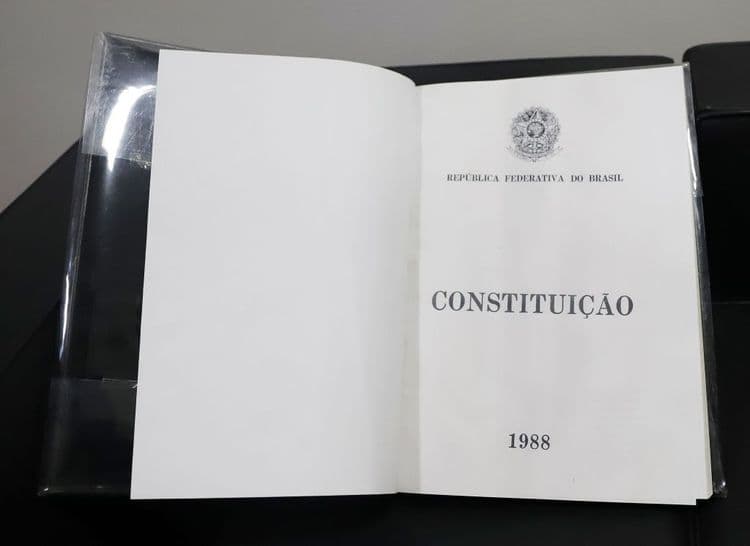 REPÚBLICA FEDERATIVA DO BRASIL
CONSTITUIÇÃO
1988